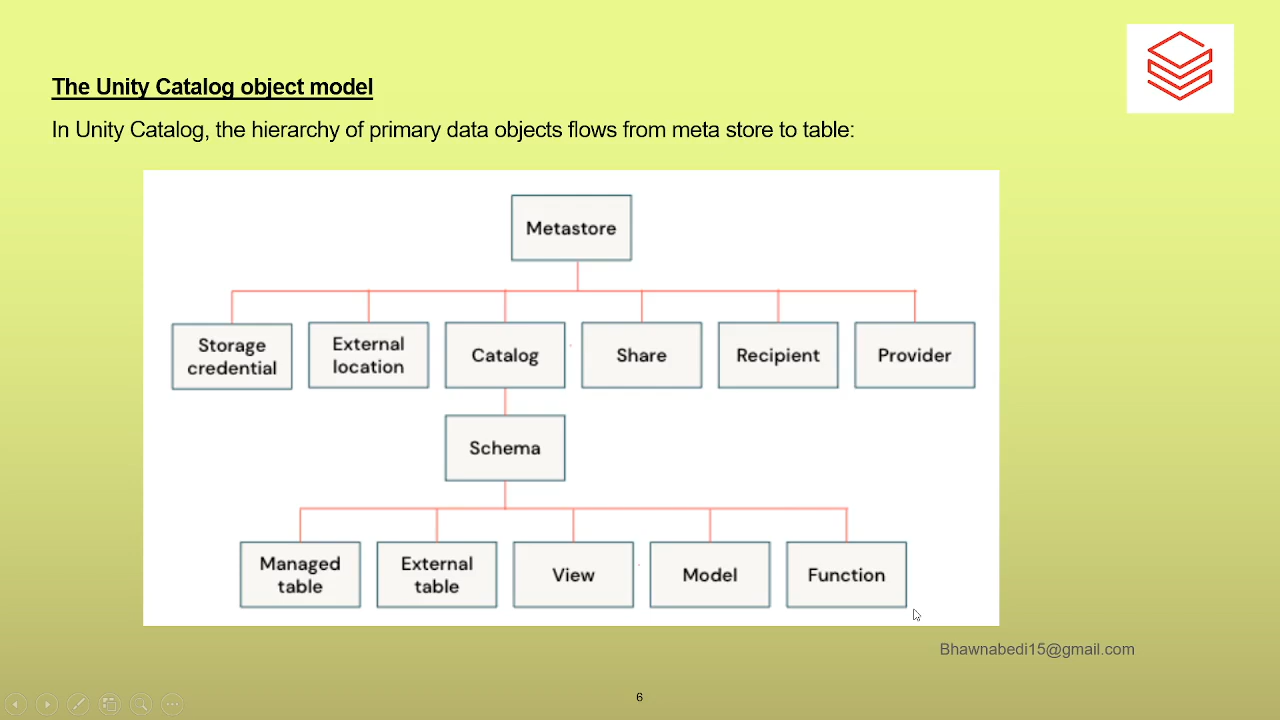 The Unity Catalog object model
In Unity Catalog, the hierarchy of primary data objects flows from meta store to table:
Metastore
Storage
credential
External
location
Catalog
Share
Recipient
Provider
Schema
Managed
table
External
table
View
Model
Function
Bhawnabedi15@gmail.com
6